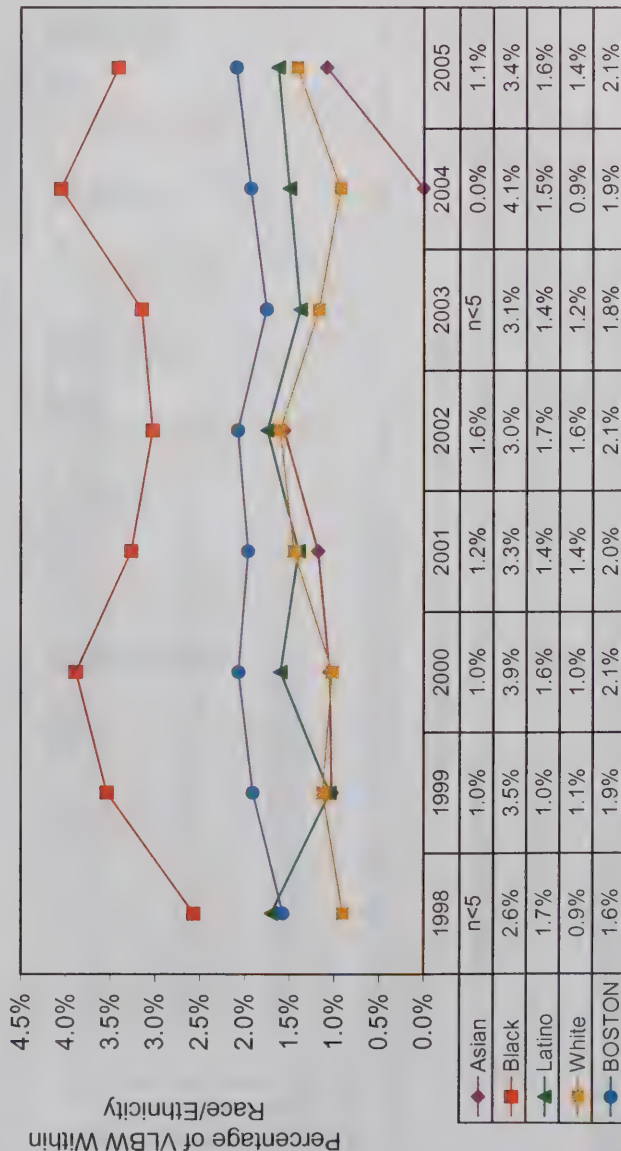 Percentage of VLBW Within
Race/Ethnicity
4.5%
4.0%
3.5%
3.0%
2.5%
2.0%
1.5%
1.0%
0.5%
0.0%
1998 1999 2000 2001 2002 2003 2004 2005
Asian n<5 1.0% 1.0% 1.2% 1.6% n<5 0.0% 1.1%
Black 2.6% 3.5% 3.9% 3.3% 3.0% 3.1% 4.1% 3.4%
Latino 1.7% 1.0% 1.6% 1.4% 1.7% 1.4% 1.5% 1.6%
White 0.9% 1.1% 1.0% 1.4% 1.6% 1.2% 0.9% 1.4%
BOSTON 1.6% 1.9% 2.1% 2.0% 2.1% 1.8% 1.9% 2.1%